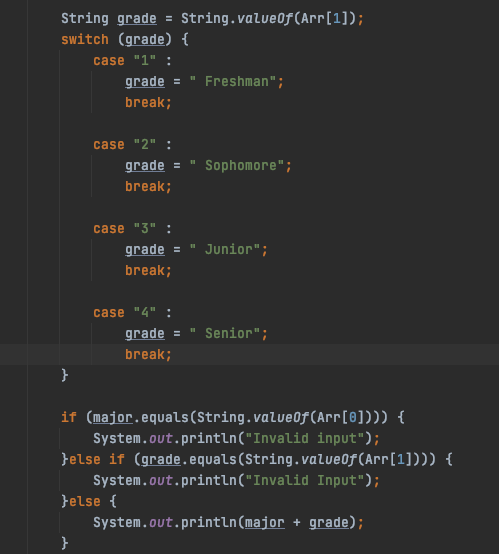 String grade = String.valueOf(Arr[1]);
switch (grade) {
case "1" :
grade = " Freshman";
break;
case "2" :
grade = " Sophomore";
break;
case "3" :
grade = " Junior";
break;
case "4" :
grade = " Senior";
break;
}
if (major.equals(String.valueOf(Arr[0]))) {
System.out.println("Invalid input");
}else if (grade.equals(String.valueOf(Arr[1]))) {
System.out.println("Invalid Input");
}else {
System.out.println(major + grade);
}